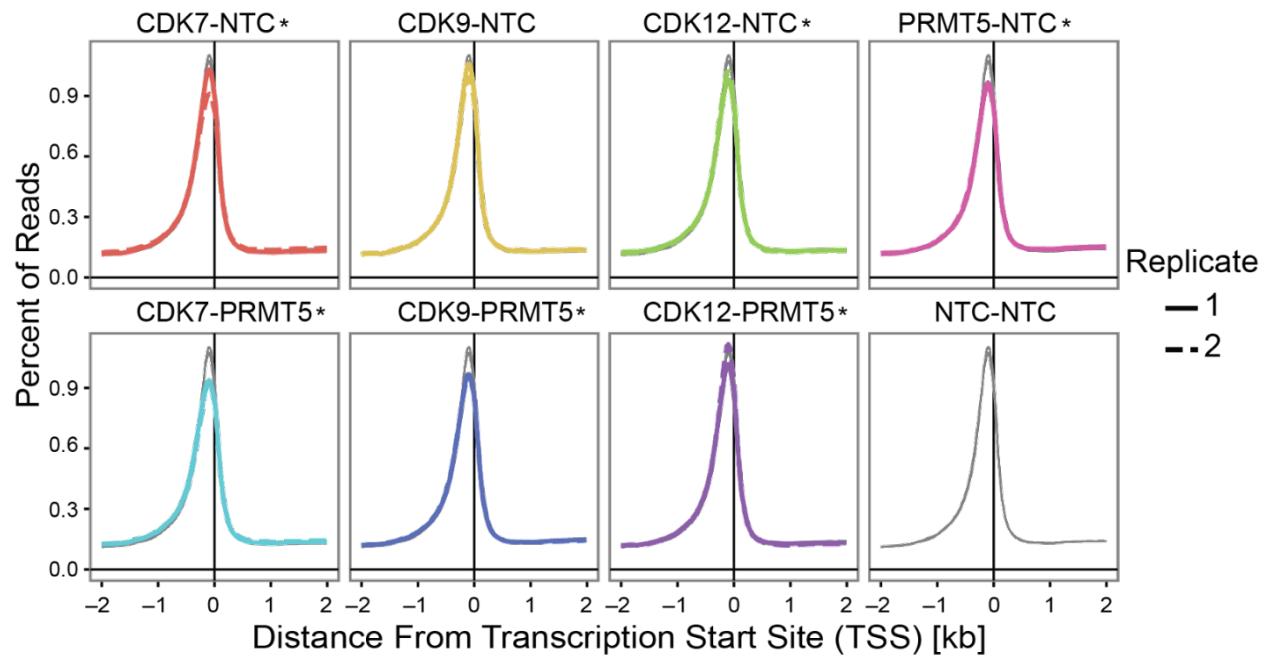 CDK7-NTC* CDK9-NTC CDK12-NTC* PRMT5-NTC*
0.9
0.6
0.3
0.0
CDK7-PRMT5* CDK9-PRMT5* CDK12-PRMT5* NTC-NTC
0.9
0.6
0.3
0.0
–2 –1 0 1 2 –2 –1 0 1 2 –2 –1 0 1 2 –2 –1 0 1 2
Percent of Reads
Distance From Transcription Start Site (TSS) [kb]
Replicate
1
2